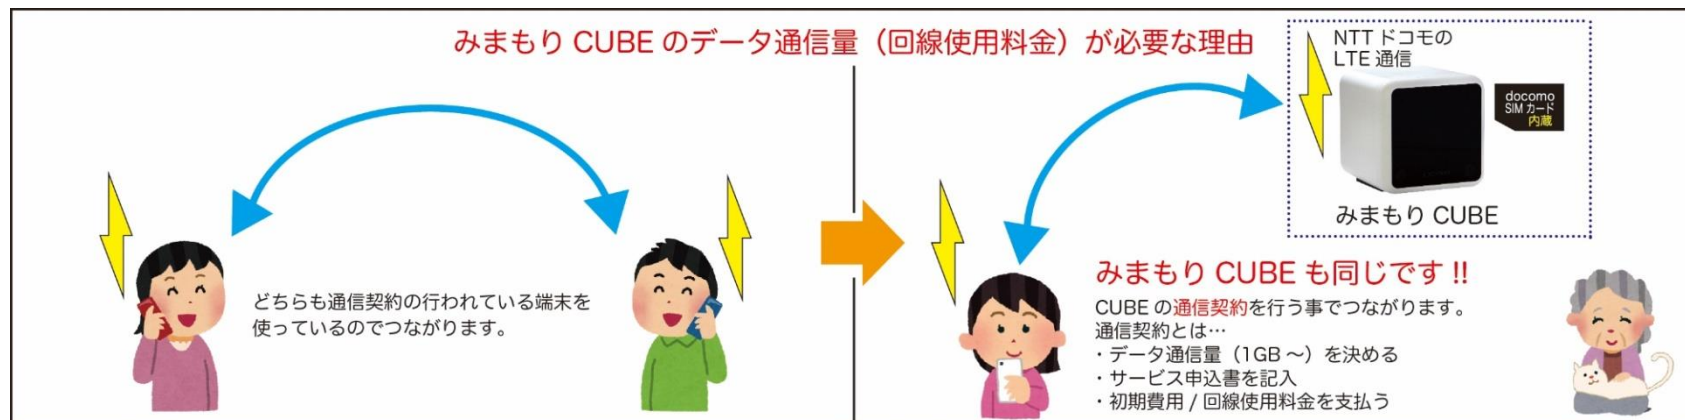 みまもり CUBE のデータ通信量（回線使用料金）が必要な理由
どちらも通信契約の行われている端末を
使っているのでつながります。
NTT ドコモの
LTE 通信
docomo
SIM カード
内蔵
みまもり CUBE
みまもり CUBE も同じです !!
CUBE の通信契約を行う事でつながります。
通信契約とは…
・データ通信量（1GB ～）を決める
・サービス申込書を記入
・初期費用 / 回線使用料金を支払う